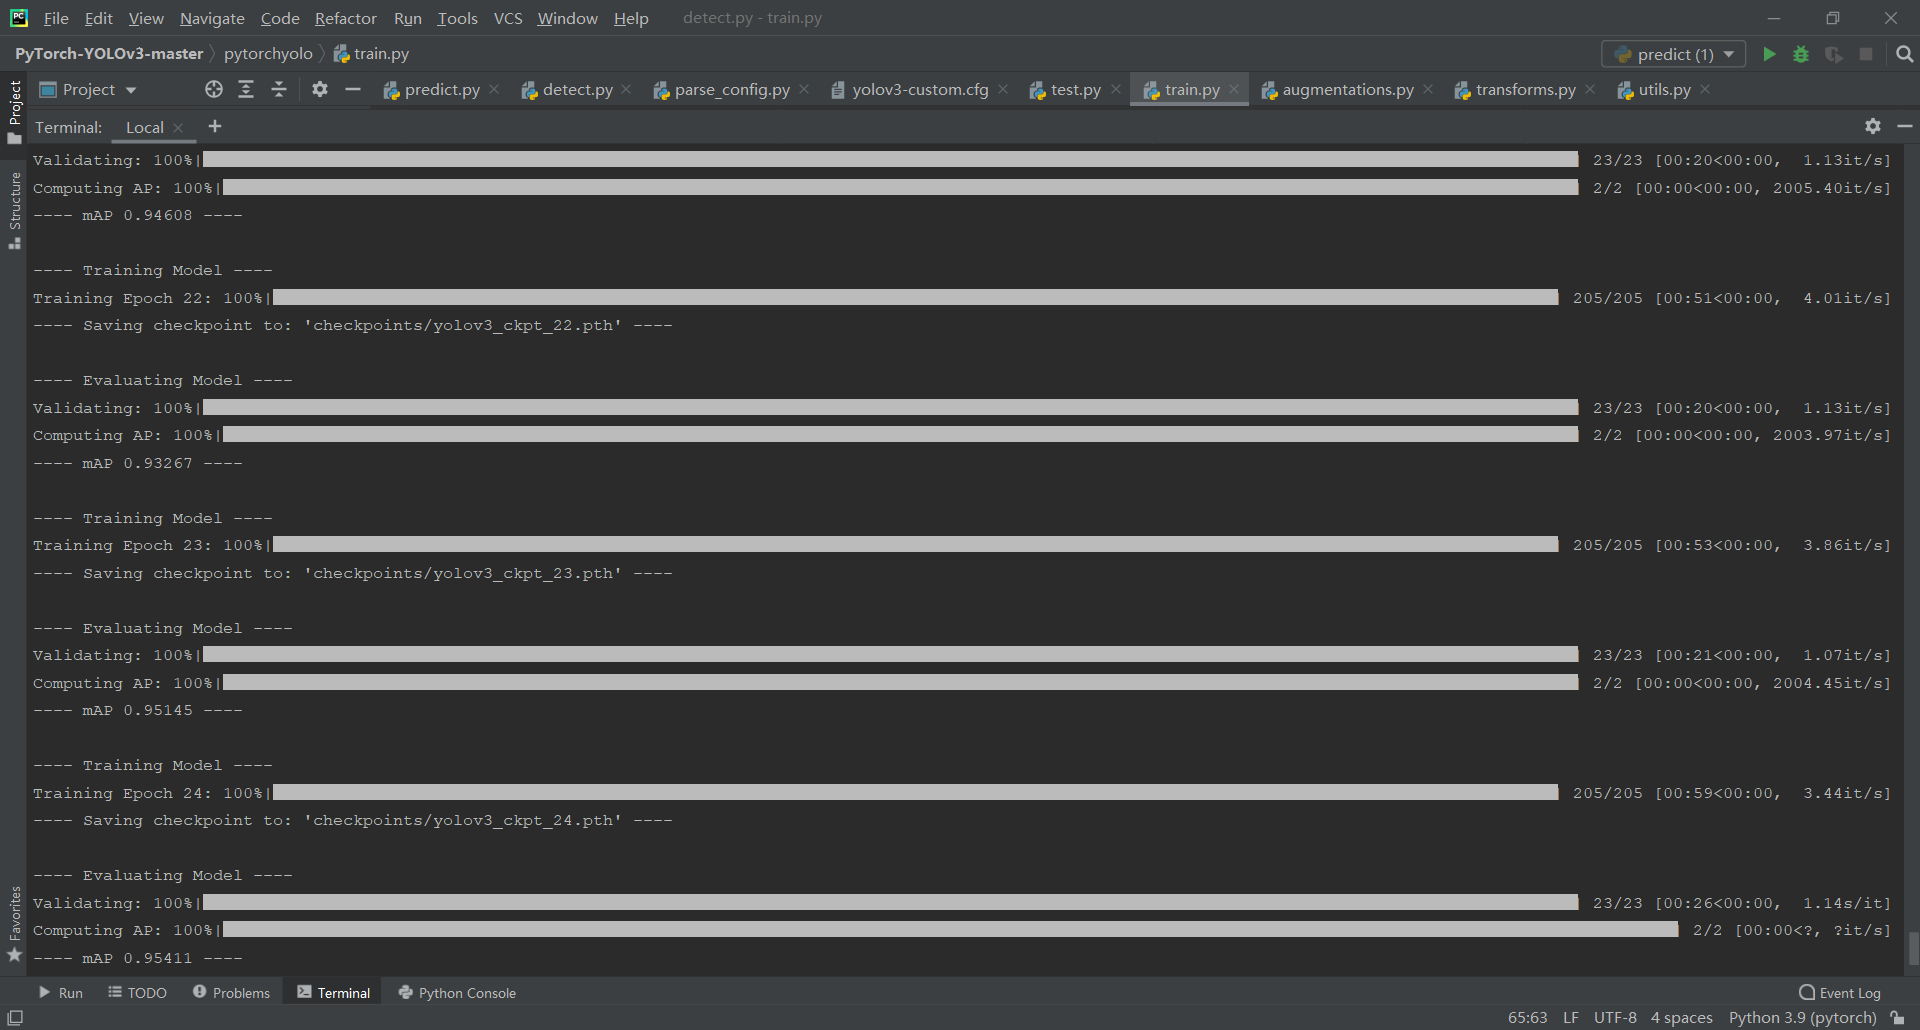 File Edit View Navigate Code Refactor Run Tools VCS Window Help detect.py - train.py
PyTorch-YOLOv3-master pytorchyolo train.py predict (1)
Project predict.py detect.py parse_config.py yolov3-custom.cfg test.py train.py augmentations.py transforms.py utils.py
Project
Structure
Favorites
Terminal: Local +
Validating: 100%| 23/23 [00:20<00:00, 1.13it/s]
Computing AP: 100%| 2/2 [00:00<00:00, 2005.40it/s]
---- mAP 0.94608 ----
---- Training Model ----
Training Epoch 22: 100%| 205/205 [00:51<00:00, 4.01it/s]
---- Saving checkpoint to: 'checkpoints/yolov3_ckpt_22.pth' ----
---- Evaluating Model ----
Validating: 100%| 23/23 [00:20<00:00, 1.13it/s]
Computing AP: 100%| 2/2 [00:00<00:00, 2003.97it/s]
---- mAP 0.93267 ----
---- Training Model ----
Training Epoch 23: 100%| 205/205 [00:53<00:00, 3.86it/s]
---- Saving checkpoint to: 'checkpoints/yolov3_ckpt_23.pth' ----
---- Evaluating Model ----
Validating: 100%| 23/23 [00:21<00:00, 1.07it/s]
Computing AP: 100%| 2/2 [00:00<00:00, 2004.45it/s]
---- mAP 0.95145 ----
---- Training Model ----
Training Epoch 24: 100%| 205/205 [00:59<00:00, 3.44it/s]
---- Saving checkpoint to: 'checkpoints/yolov3_ckpt_24.pth' ----
---- Evaluating Model ----
Validating: 100%| 23/23 [00:26<00:00, 1.14s/it]
Computing AP: 100%| 2/2 [00:00<?, ?it/s]
---- mAP 0.95411 ----
Run TODO Problems Terminal Python Console Event Log
65:63 LF UTF-8 4 spaces Python 3.9 (pytorch)